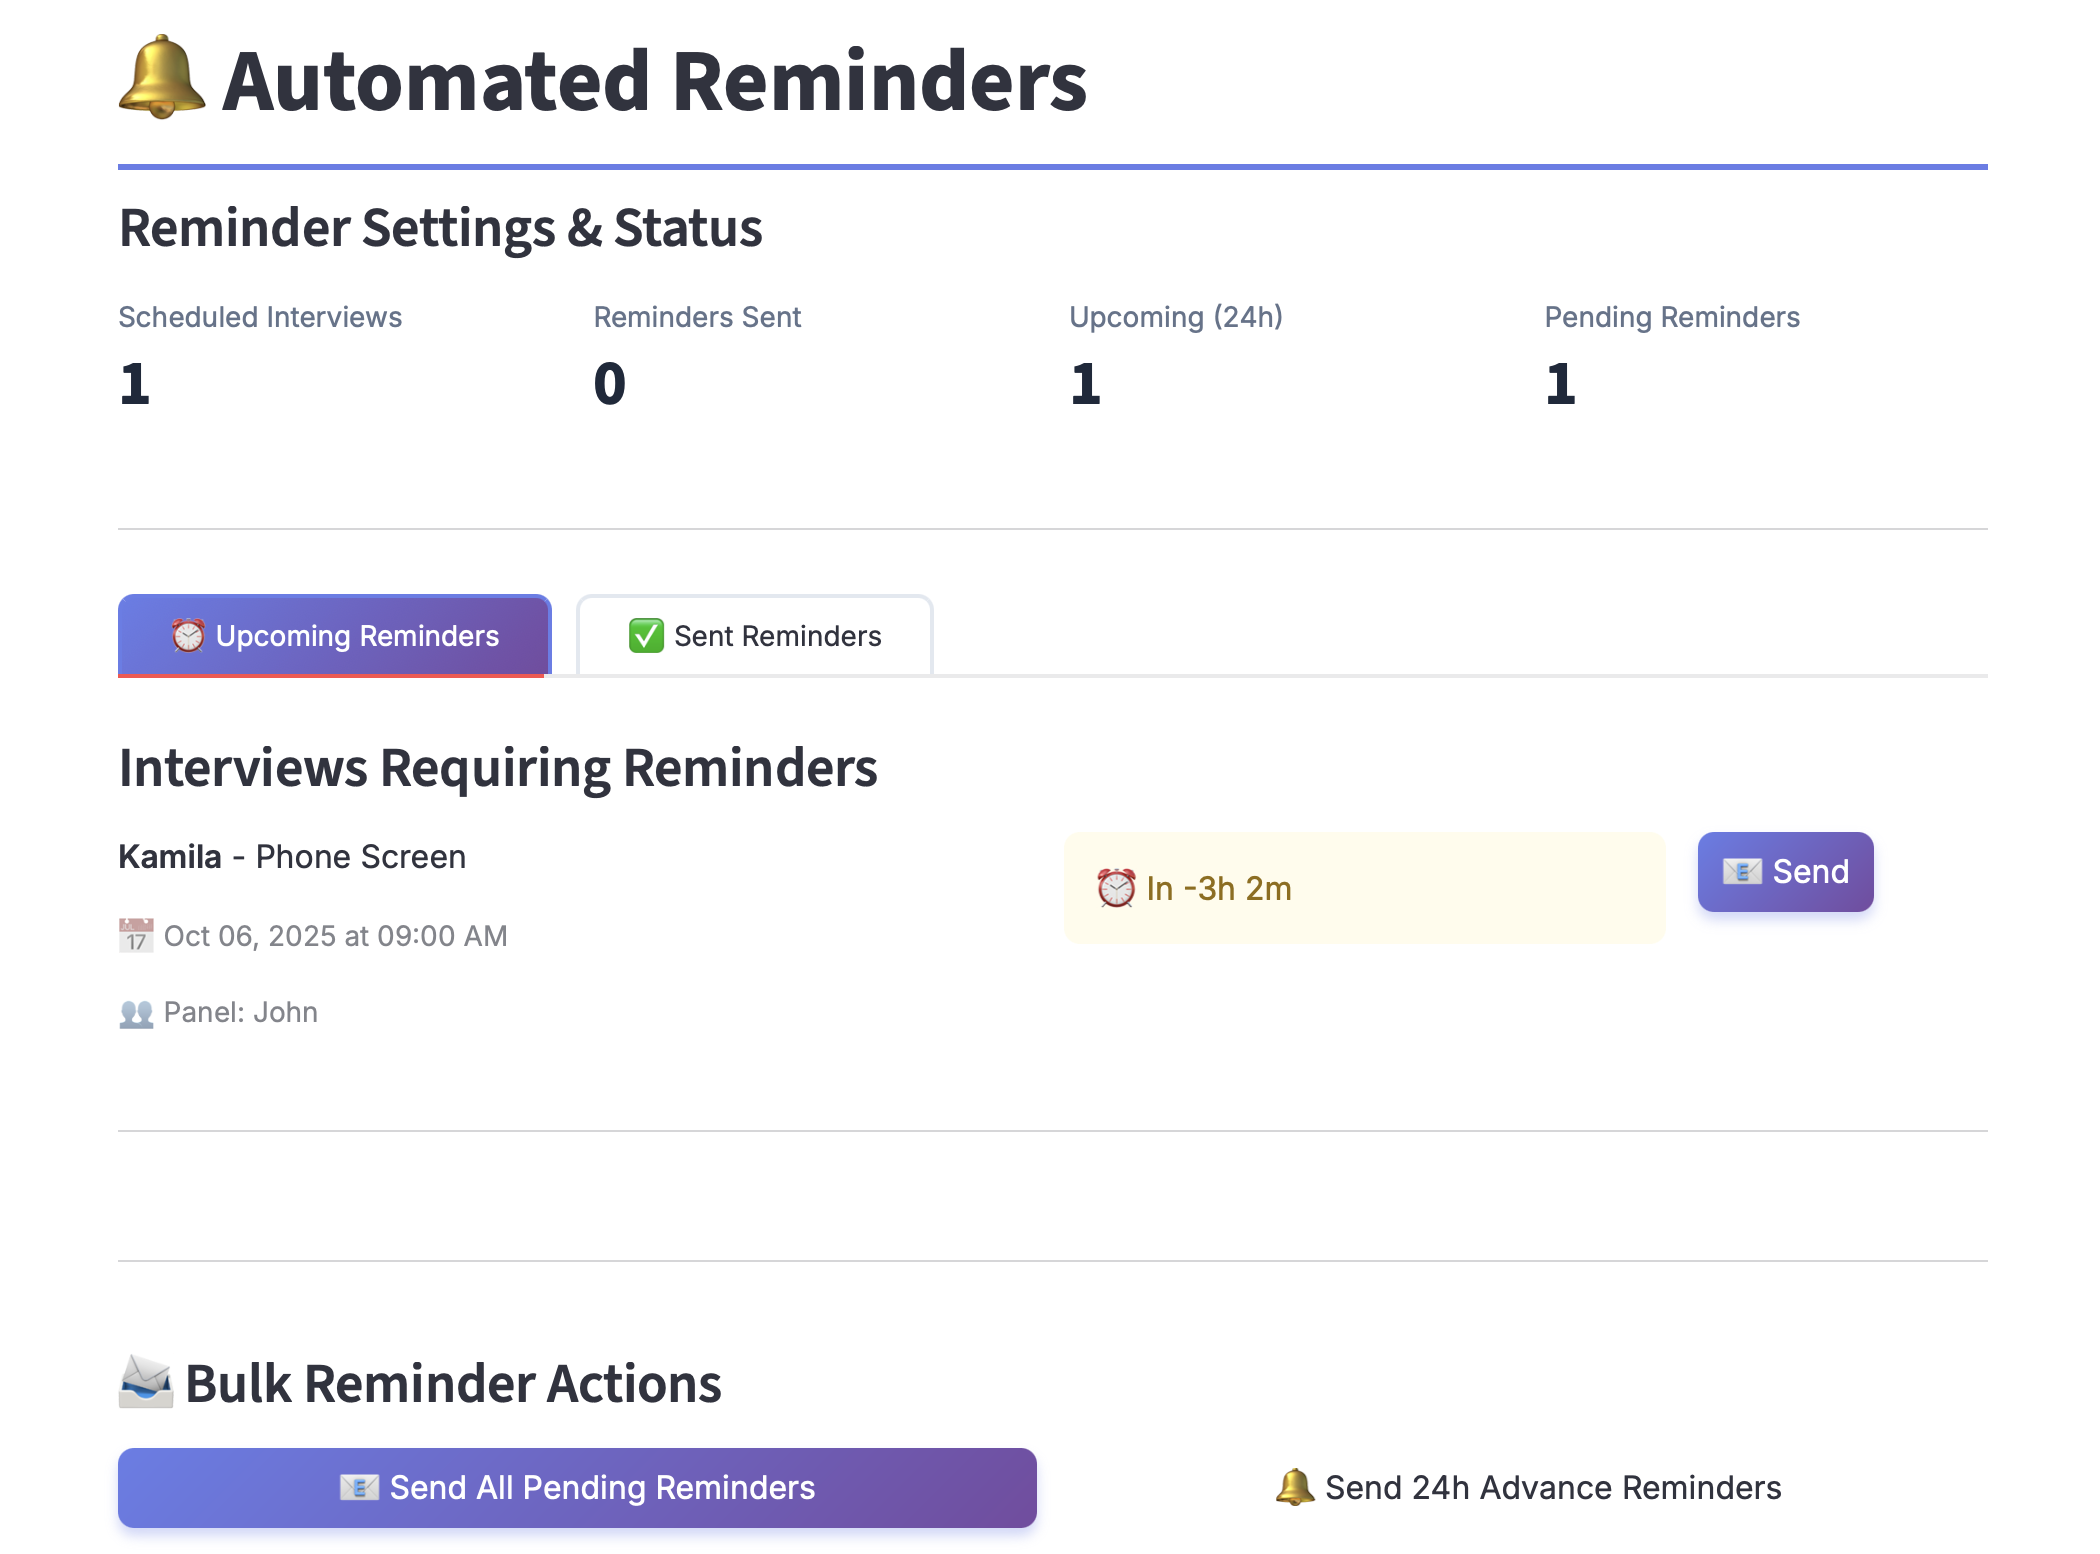 Automated Reminders
Reminder Settings & Status
Scheduled Interviews
1
Reminders Sent
0
Upcoming (24h)
1
Pending Reminders
1
⏰ Upcoming Reminders
✅ Sent Reminders
Interviews Requiring Reminders
Kamila - Phone Screen
⏰ In -3h 2m
📧 Send
📅 Oct 06, 2025 at 09:00 AM
👥 Panel: John
📨 Bulk Reminder Actions
📧 Send All Pending Reminders
🔔 Send 24h Advance Reminders